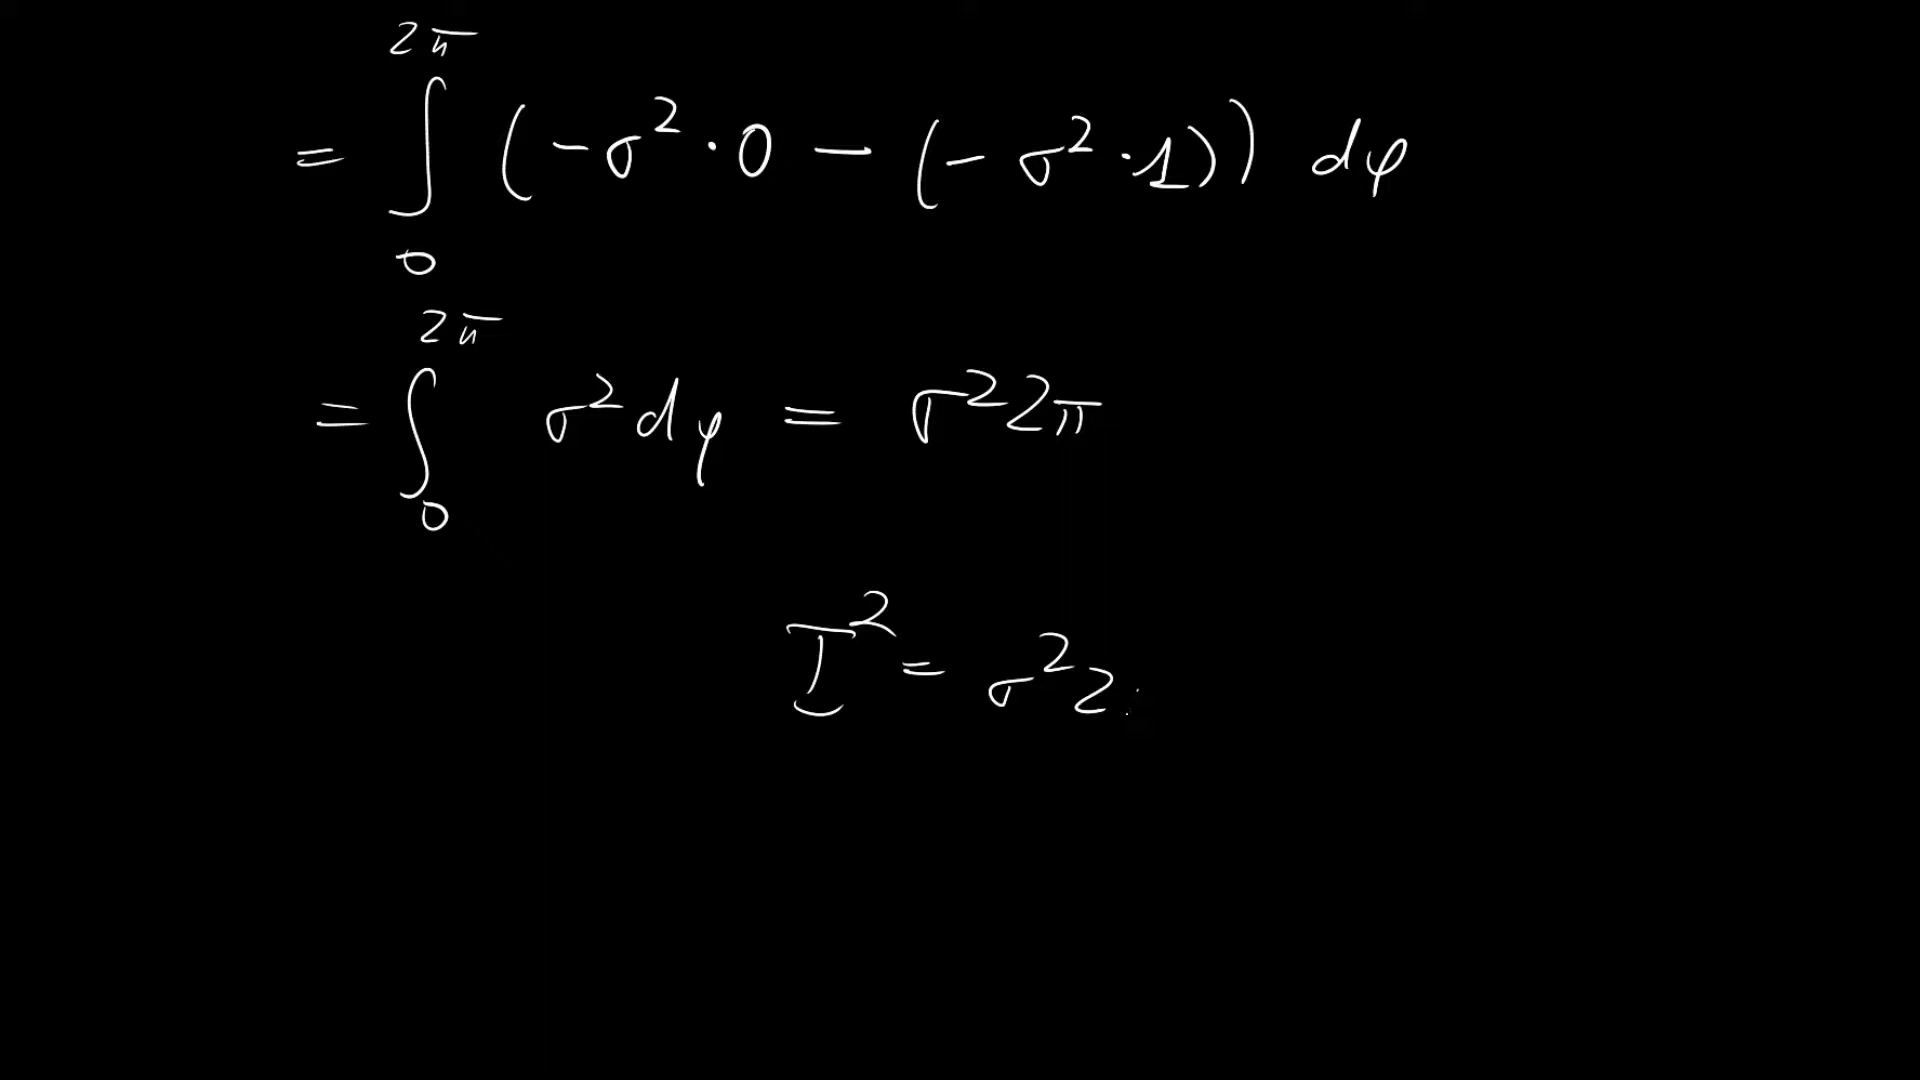 = ∫₀^{2π} (-σ² · 0 - (-σ² · 1)) dφ
= ∫₀^{2π} σ² dφ = σ² 2π
I² = σ² 2